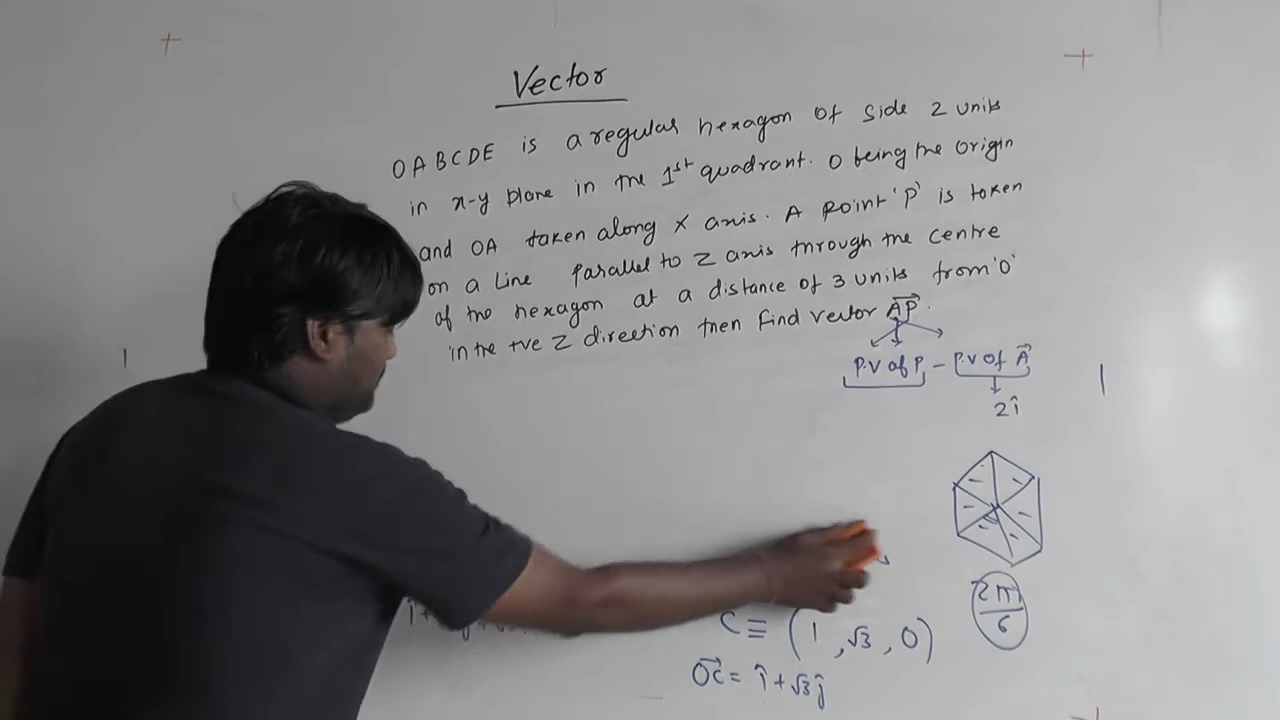 Vector
OABCDE is a regular hexagon of side 2 units
in x-y plane in the 1st quadrant. O being the origin
and OA taken along X axis. A point 'P' is taken
on a Line parallel to Z axis through the centre
of the hexagon at a distance of 3 units from 'O'
in the +ve Z direction then Find vector A⃗P.
P.V of P - P.V of A⃗
2î
2π/6
C ≡ (1, √3, 0)
O⃗C = î + √3ĵ